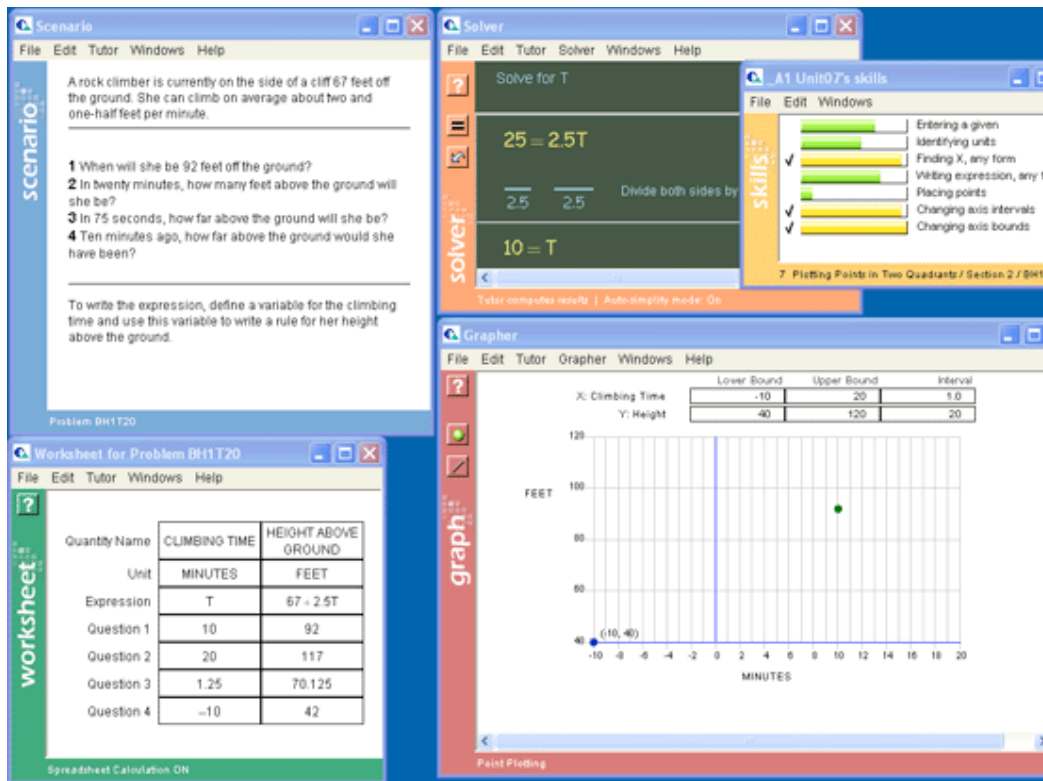 Scenario
File Edit Tutor Windows Help
scenario
A rock climber is currently on the side of a cliff 67 feet off
the ground. She can climb on average about two and
one-half feet per minute.
1 When will she be 92 feet off the ground?
2 In twenty minutes, how many feet above the ground will
she be?
3 In 75 seconds, how far above the ground will she be?
4 Ten minutes ago, how far above the ground would she
have been?
To write the expression, define a variable for the climbing
time and use this variable to write a rule for her height
above the ground.
Problem BH1T20
Solver
File Edit Tutor Solver Windows Help
solver
Solve for T
25 = 2.5T
2.5 2.5 Divide both sides by
10 = T
Tutor computes results | Auto-simplify mode: On
_A1 Unit07's skills
File Edit Windows
skills
Entering a given
Identifying units
Finding X, any form
Writing expression, any f
Placing points
Changing axis intervals
Changing axis bounds
7 Plotting Points in Two Quadrants / Section 2 / BH1
Worksheet for Problem BH1T20
File Edit Tutor Windows Help
worksheet
Quantity Name CLIMBING TIME HEIGHT ABOVE
GROUND
Unit MINUTES FEET
Expression T 67 + 2.5T
Question 1 10 92
Question 2 20 117
Question 3 1.25 70.125
Question 4 -10 42
Spreadsheet Calculation ON
Grapher
File Edit Tutor Grapher Windows Help
graph
Lower Bound Upper Bound Interval
X: Climbing Time -10 20 1.0
Y: Height 40 120 20
120
FEET 100
80
60
40 (-10, 40)
-10 -8 -6 -4 -2 0 2 4 6 8 10 12 14 16 18 20
MINUTES
Point Plotting